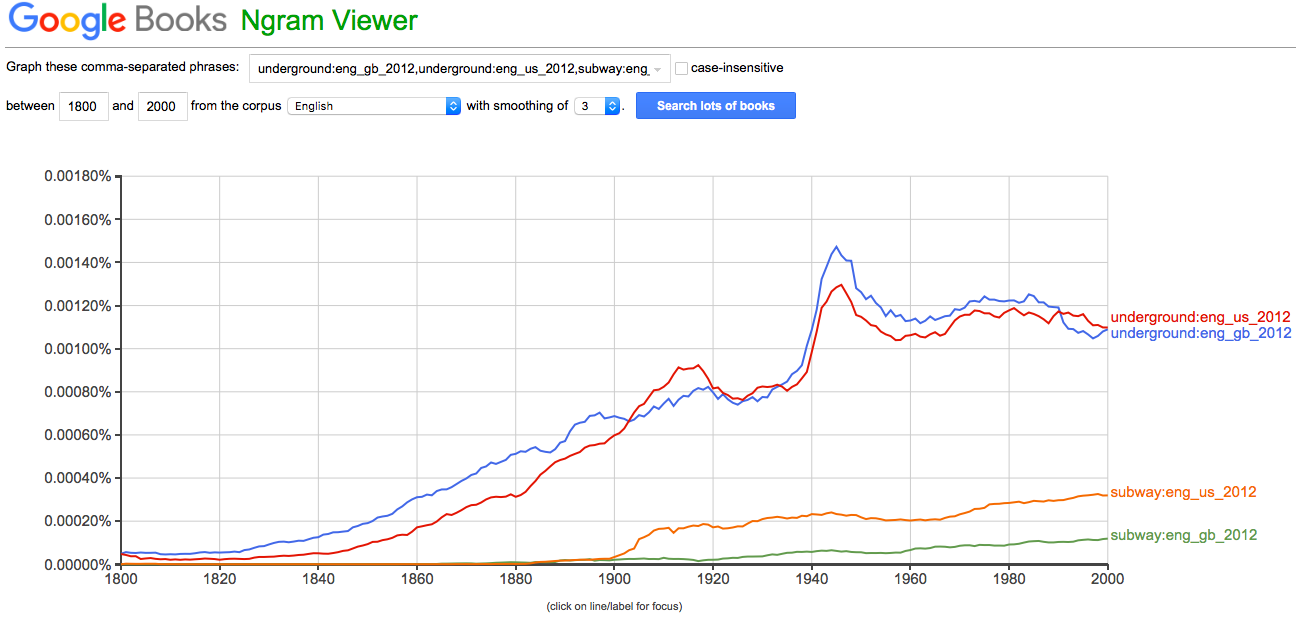 Google Books Ngram Viewer
Graph these comma-separated phrases: underground:eng_gb_2012,underground:eng_us_2012,subway:eng_ case-insensitive
between 1800 and 2000 from the corpus English with smoothing of 3 . Search lots of books
0.00180%
0.00160%
0.00140%
0.00120%
underground:eng_us_2012
underground:eng_gb_2012
0.00100%
0.00080%
0.00060%
0.00040%
subway:eng_us_2012
0.00020%
subway:eng_gb_2012
0.00000%
1800 1820 1840 1860 1880 1900 1920 1940 1960 1980 2000
(click on line/label for focus)